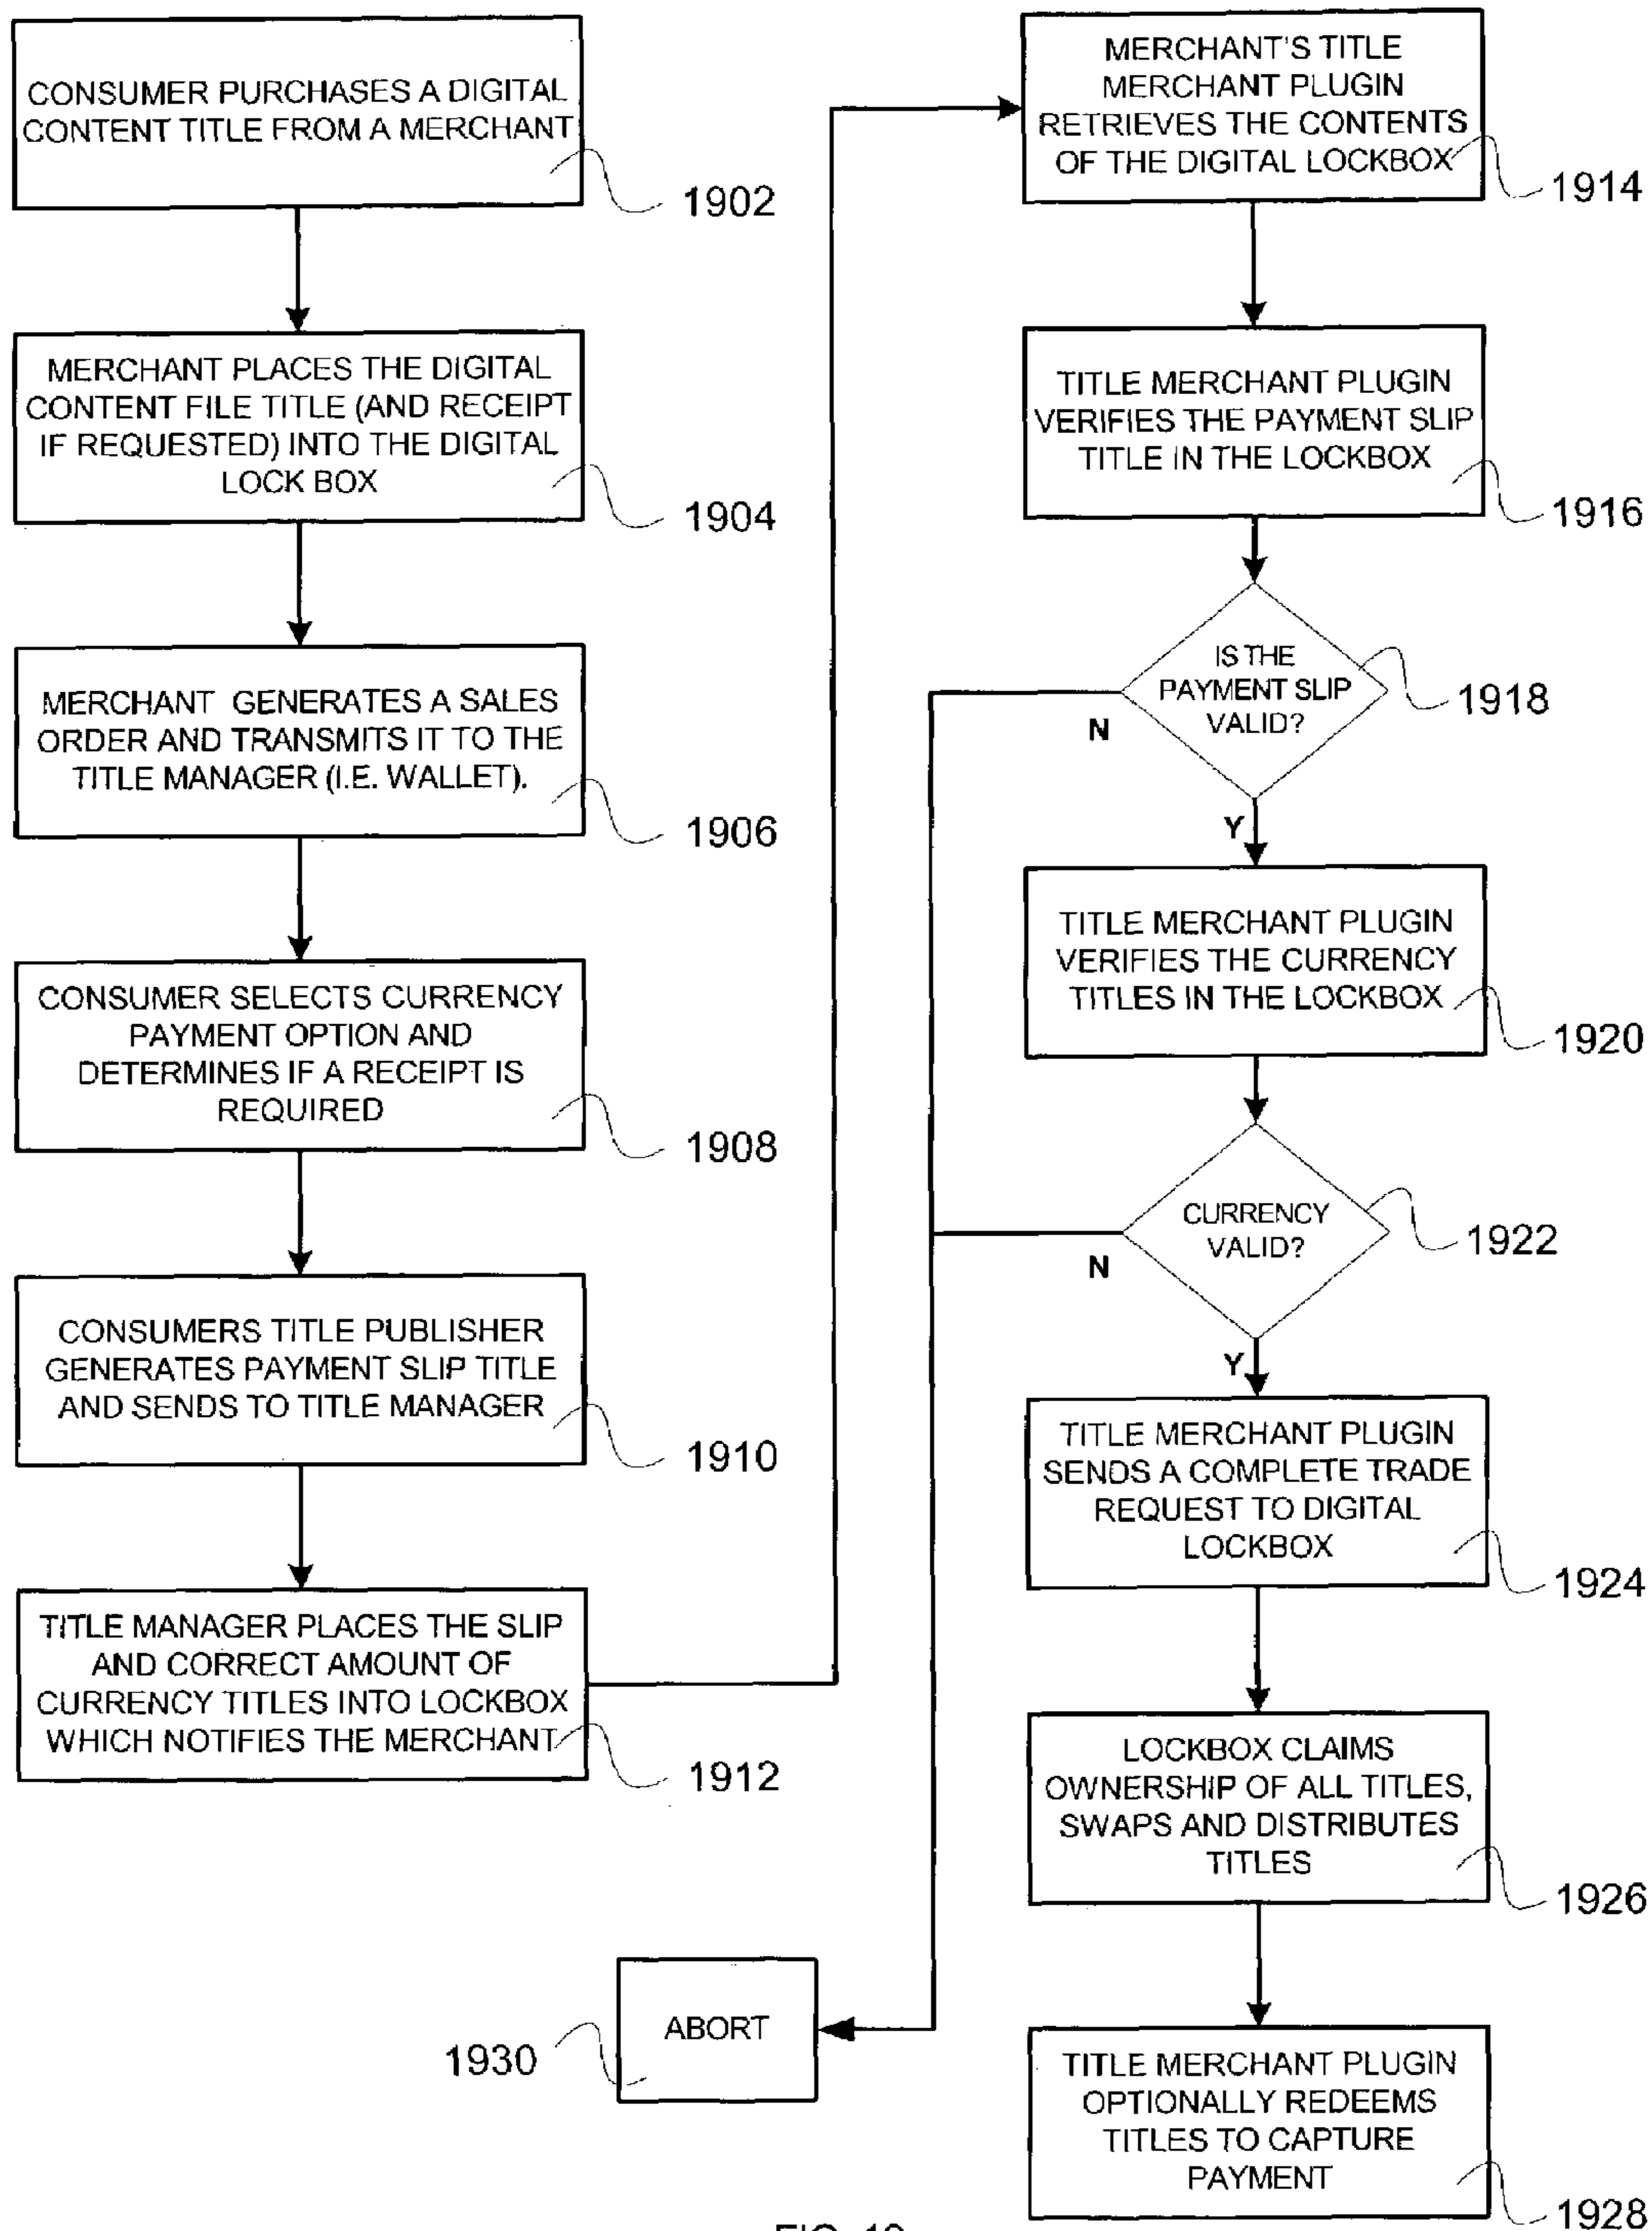 CONSUMER PURCHASES A DIGITAL
CONTENT TITLE FROM A MERCHANT
1902
MERCHANT PLACES THE DIGITAL
CONTENT FILE TITLE (AND RECEIPT
IF REQUESTED) INTO THE DIGITAL
LOCK BOX
1904
MERCHANT GENERATES A SALES
ORDER AND TRANSMITS IT TO THE
TITLE MANAGER (I.E. WALLET).
1906
CONSUMER SELECTS CURRENCY
PAYMENT OPTION AND
DETERMINES IF A RECEIPT IS
REQUIRED
1908
CONSUMERS TITLE PUBLISHER
GENERATES PAYMENT SLIP TITLE
AND SENDS TO TITLE MANAGER
1910
TITLE MANAGER PLACES THE SLIP
AND CORRECT AMOUNT OF
CURRENCY TITLES INTO LOCKBOX
WHICH NOTIFIES THE MERCHANT
1912
MERCHANT'S TITLE
MERCHANT PLUGIN
RETRIEVES THE CONTENTS
OF THE DIGITAL LOCKBOX
1914
TITLE MERCHANT PLUGIN
VERIFIES THE PAYMENT SLIP
TITLE IN THE LOCKBOX
1916
IS THE
PAYMENT SLIP
VALID?
1918
N
Y
TITLE MERCHANT PLUGIN
VERIFIES THE CURRENCY
TITLES IN THE LOCKBOX
1920
CURRENCY
VALID?
1922
N
Y
TITLE MERCHANT PLUGIN
SENDS A COMPLETE TRADE
REQUEST TO DIGITAL
LOCKBOX
1924
LOCKBOX CLAIMS
OWNERSHIP OF ALL TITLES,
SWAPS AND DISTRIBUTES
TITLES
1926
ABORT
1930
TITLE MERCHANT PLUGIN
OPTIONALLY REDEEMS
TITLES TO CAPTURE
PAYMENT
1928